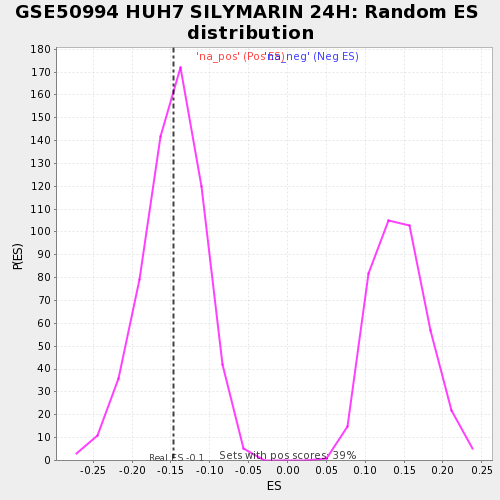 GSE50994 HUH7 SILYMARIN 24H: Random ES
distribution
'na_pos' (Pos ES) 'na_neg' (Neg ES)
180
170
160
150
140
130
120
110
100
90
80
70
60
50
40
30
20
10
0
P(ES)
Real ES -0.1
Sets with pos scores: 39%
-0.25 -0.20 -0.15 -0.10 -0.05 0.00 0.05 0.10 0.15 0.20 0.25
ES